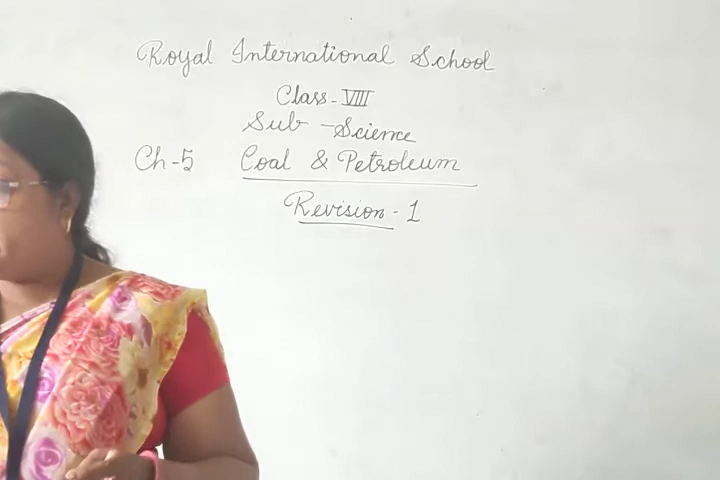 Royal International School
Class-VIII
Sub - Science
Ch-5 Coal & Petroleum
Revision - 1